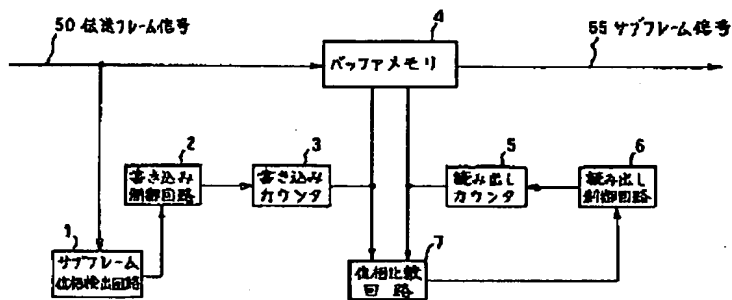 50 伝送フレーム信号
4
55 サブフレーム信号
バッファメモリ
2
書き込み
制御回路
3
書き込み
カウンタ
5
読み出し
カウンタ
6
読み出し
制御回路
1
サブフレーム
位相検出回路
7
位相比較
回路